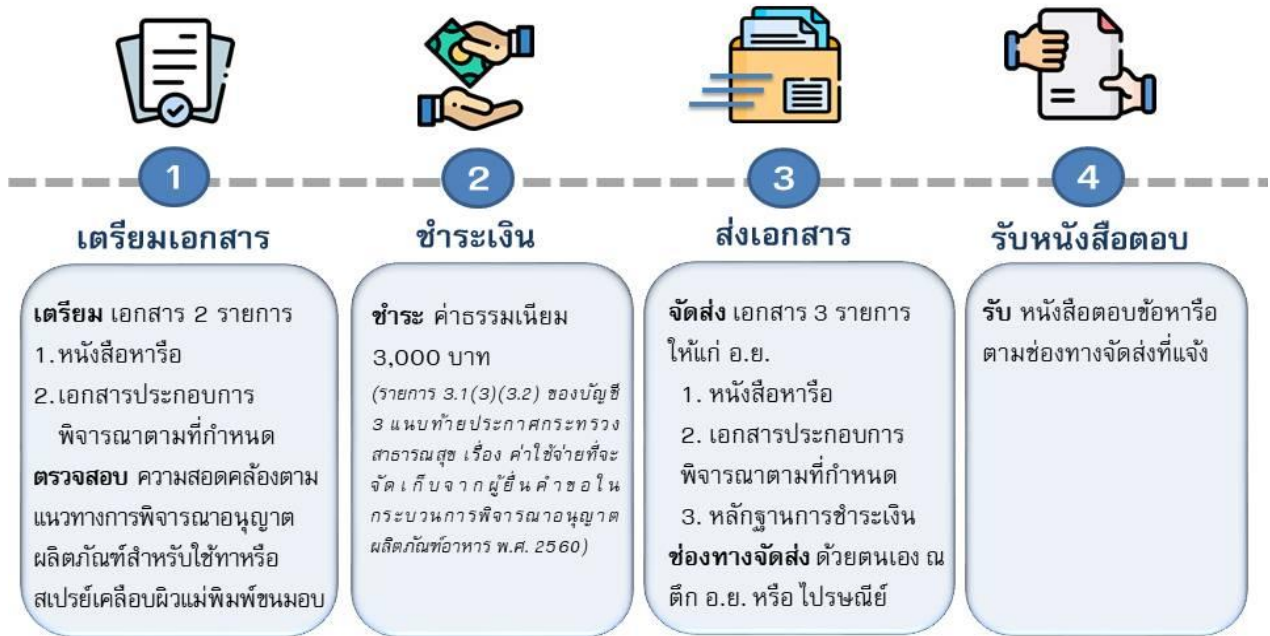 1
2
3
4
เตรียมเอกสาร
ชำระเงิน
ส่งเอกสาร
รับหนังสือตอบ
เตรียม เอกสาร 2 รายการ
1. หนังสือหารือ
2. เอกสารประกอบการ
พิจารณาตามที่กำหนด
ตรวจสอบ ความสอดคล้องตาม
แนวทางการพิจารณาอนุญาต
ผลิตภัณฑ์สำหรับใช้ทาหรือ
สเปรย์เคลือบผิวแม่พิมพ์ขนมอบ
ชำระ ค่าธรรมเนียม
3,000 บาท
(รายการ 3.1(3)(3.2) ของบัญชี
3 แนบท้ายประกาศกระทรวง
สาธารณสุข เรื่อง ค่าใช้จ่ายที่จะ
จัดเก็บจากผู้ยื่นคำขอใน
กระบวนการพิจารณาอนุญาต
ผลิตภัณฑ์อาหาร พ.ศ. 2560)
จัดส่ง เอกสาร 3 รายการ
ให้แก่ อ.ย.
1. หนังสือหารือ
2. เอกสารประกอบการ
พิจารณาตามที่กำหนด
3. หลักฐานการชำระเงิน
ช่องทางจัดส่ง ด้วยตนเอง ณ
ตึก อ.ย. หรือ ไปรษณีย์
รับ หนังสือตอบข้อหารือ
ตามช่องทางจัดส่งที่แจ้ง